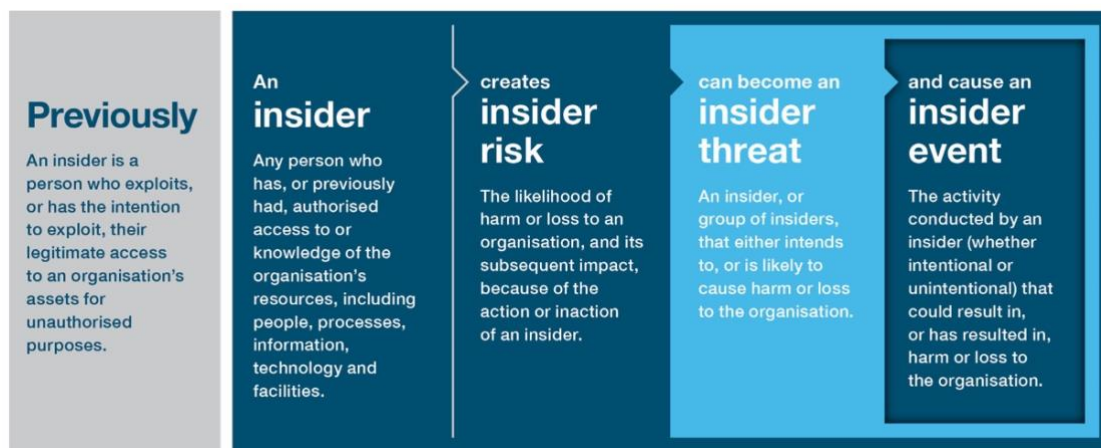 Previously
An insider is a
person who exploits,
or has the intention
to exploit, their
legitimate access
to an organisation’s
assets for
unauthorised
purposes.
An
insider
Any person who
has, or previously
had, authorised
access to or
knowledge of the
organisation’s
resources, including
people, processes,
information,
technology and
facilities.
creates
insider
risk
The likelihood of
harm or loss to an
organisation, and its
subsequent impact,
because of the
action or inaction
of an insider.
can become an
insider
threat
An insider, or
group of insiders,
that either intends
to, or is likely to
cause harm or loss
to the organisation.
and cause an
insider
event
The activity
conducted by an
insider (whether
intentional or
unintentional) that
could result in,
or has resulted in,
harm or loss to
the organisation.